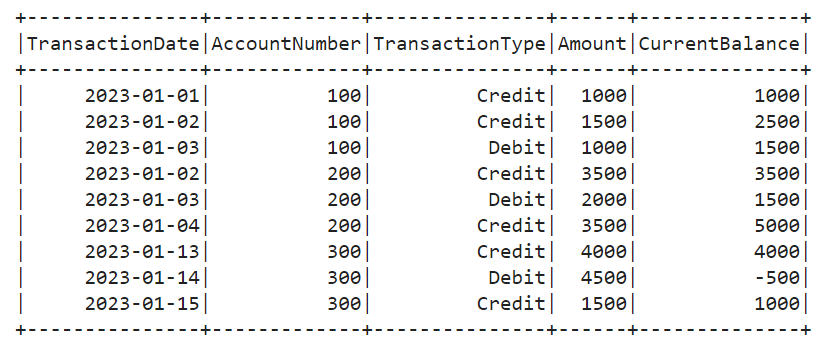 +---------------+-------------+---------------+------+--------------+
|TransactionDate|AccountNumber|TransactionType|Amount|CurrentBalance|
+---------------+-------------+---------------+------+--------------+
|     2023-01-01|          100|         Credit|  1000|          1000|
|     2023-01-02|          100|         Credit|  1500|          2500|
|     2023-01-03|          100|          Debit|  1000|          1500|
|     2023-01-02|          200|         Credit|  3500|          3500|
|     2023-01-03|          200|          Debit|  2000|          1500|
|     2023-01-04|          200|         Credit|  3500|          5000|
|     2023-01-13|          300|         Credit|  4000|          4000|
|     2023-01-14|          300|          Debit|  4500|          -500|
|     2023-01-15|          300|         Credit|  1500|          1000|
+---------------+-------------+---------------+------+--------------+